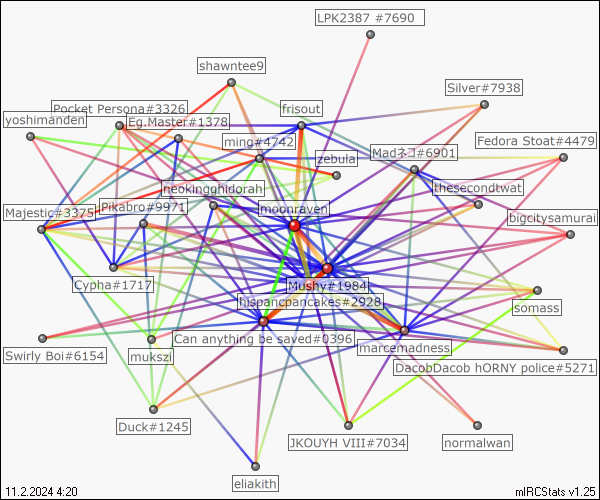 LPK2387 #7690
shawntee9
Silver#7938
Pocket Persona#3326
frisout
yoshimanden
Eg.Master#1378
ming#4742
Fedora Stoat#4479
Madネコ#6901
zebula
neokingghidorah
thesecondtwat
Majestic#3375
Pikabro#9971
moonraven
bigcitysamurai
Cypha#1717
Mushy#1984
hispancpancakes#2928
somass
Can anything be saved#0396
marcemadness
Swirly Boi#6154
mukszi
DacobDacob hORNY police#5271
Duck#1245
JKOUYH VIII#7034
normalwan
eliakith
11.2.2024 4:20
mIRCStats v1.25